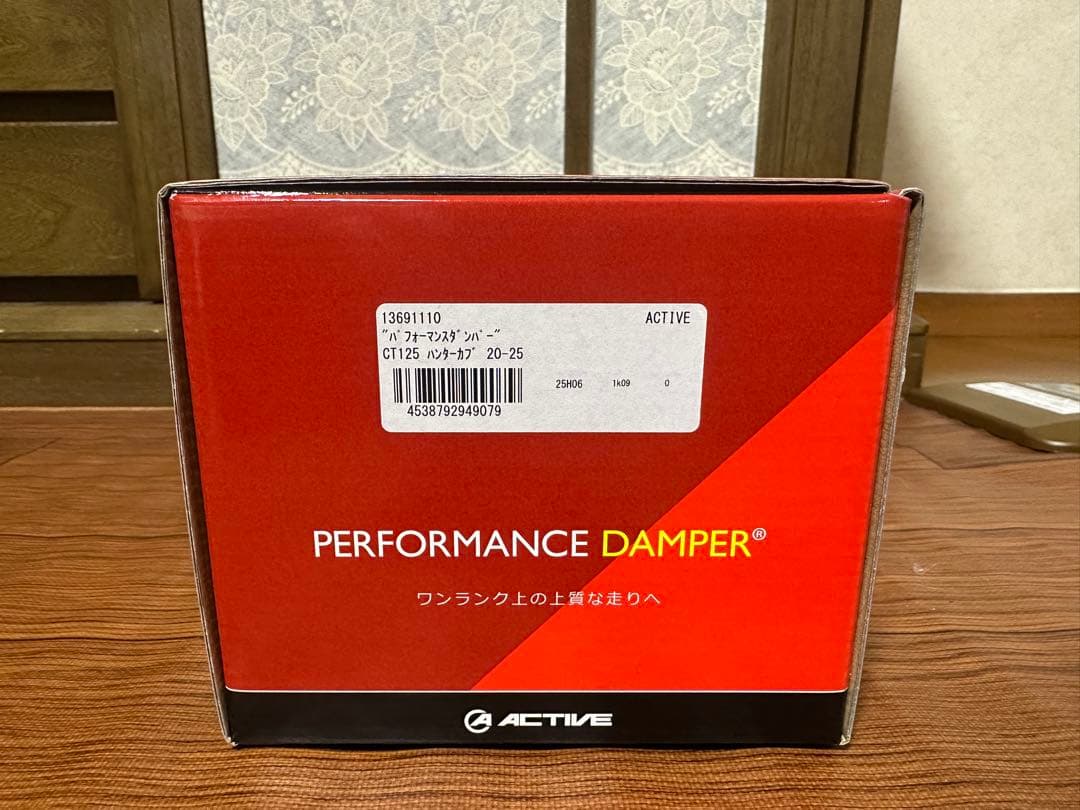 13691110 ACTIVE
"ﾊﾟﾌｫｰﾏﾝｽﾀﾞﾝﾊﾟｰ"
CT125 ﾊﾝﾀｰｶﾌﾞ 20-25
25H06 1k09 0
4538792949079
PERFORMANCE DAMPER®
ワンランク上の上質な走りへ
ACTIVE